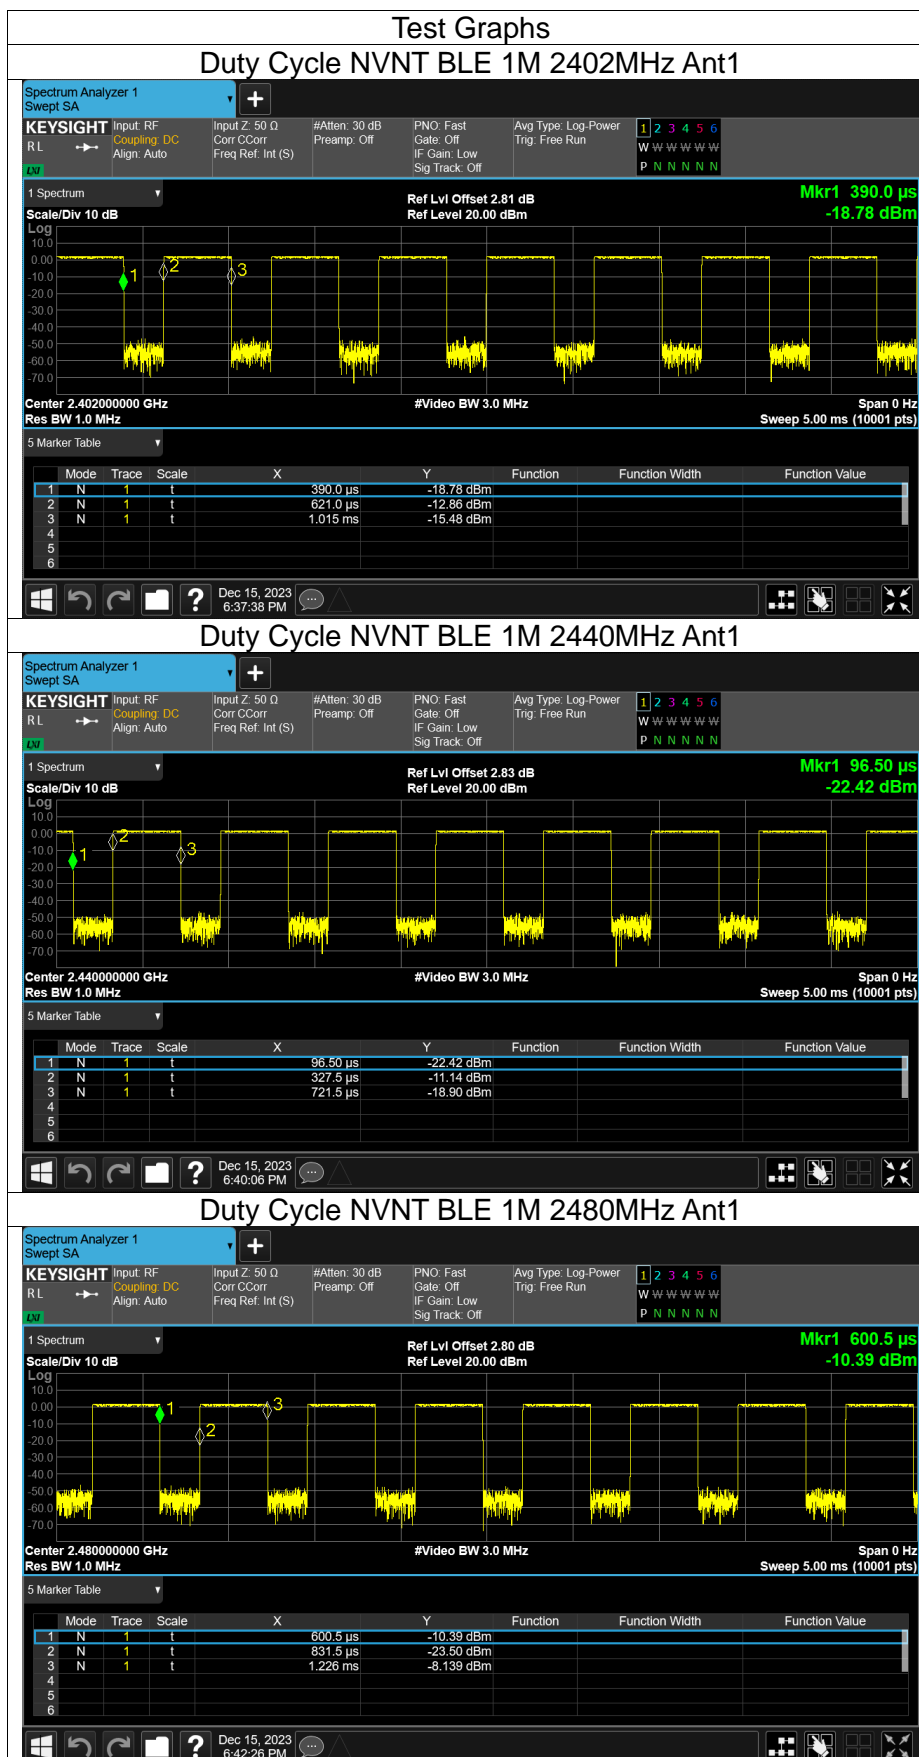 Test Graphs
Duty Cycle NVNT BLE 1M 2402MHz Ant1
Spectrum Analyzer 1
Swept SA
KEYSIGHT Input: RF Input Z: 50 Ω #Atten: 30 dB PNO: Fast Avg Type: Log-Power 1 2 3 4 5 6
RL Coupling: DC Corr CCorr Preamp: Off Gate: Off Trig: Free Run W W W W W W
Align: Auto Freq Ref: Int (S) IF Gain: Low P N N N N N
LXI Sig Track: Off
1 Spectrum Ref Lvl Offset 2.81 dB Mkr1 390.0 µs
Scale/Div 10 dB Ref Level 20.00 dBm -18.78 dBm
Log
10.0
0.00
-10.0 1 2 3
-20.0
-30.0
-40.0
-50.0
-60.0
-70.0
Center 2.402000000 GHz #Video BW 3.0 MHz Span 0 Hz
Res BW 1.0 MHz Sweep 5.00 ms (10001 pts)
5 Marker Table
Mode Trace Scale X Y Function Function Width Function Value
1 N 1 t 390.0 µs -18.78 dBm
2 N 1 t 621.0 µs -12.86 dBm
3 N 1 t 1.015 ms -15.48 dBm
4
5
6
? Dec 15, 2023
6:37:38 PM
Duty Cycle NVNT BLE 1M 2440MHz Ant1
Spectrum Analyzer 1
Swept SA
KEYSIGHT Input: RF Input Z: 50 Ω #Atten: 30 dB PNO: Fast Avg Type: Log-Power 1 2 3 4 5 6
RL Coupling: DC Corr CCorr Preamp: Off Gate: Off Trig: Free Run W W W W W W
Align: Auto Freq Ref: Int (S) IF Gain: Low P N N N N N
LXI Sig Track: Off
1 Spectrum Ref Lvl Offset 2.83 dB Mkr1 96.50 µs
Scale/Div 10 dB Ref Level 20.00 dBm -22.42 dBm
Log
10.0
0.00 2
-10.0 1 3
-20.0
-30.0
-40.0
-50.0
-60.0
-70.0
Center 2.440000000 GHz #Video BW 3.0 MHz Span 0 Hz
Res BW 1.0 MHz Sweep 5.00 ms (10001 pts)
5 Marker Table
Mode Trace Scale X Y Function Function Width Function Value
1 N 1 t 96.50 µs -22.42 dBm
2 N 1 t 327.5 µs -11.14 dBm
3 N 1 t 721.5 µs -18.90 dBm
4
5
6
? Dec 15, 2023
6:40:06 PM
Duty Cycle NVNT BLE 1M 2480MHz Ant1
Spectrum Analyzer 1
Swept SA
KEYSIGHT Input: RF Input Z: 50 Ω #Atten: 30 dB PNO: Fast Avg Type: Log-Power 1 2 3 4 5 6
RL Coupling: DC Corr CCorr Preamp: Off Gate: Off Trig: Free Run W W W W W W
Align: Auto Freq Ref: Int (S) IF Gain: Low P N N N N N
LXI Sig Track: Off
1 Spectrum Ref Lvl Offset 2.80 dB Mkr1 600.5 µs
Scale/Div 10 dB Ref Level 20.00 dBm -10.39 dBm
Log
10.0
0.00 1 3
-10.0 2
-20.0
-30.0
-40.0
-50.0
-60.0
-70.0
Center 2.480000000 GHz #Video BW 3.0 MHz Span 0 Hz
Res BW 1.0 MHz Sweep 5.00 ms (10001 pts)
5 Marker Table
Mode Trace Scale X Y Function Function Width Function Value
1 N 1 t 600.5 µs -10.39 dBm
2 N 1 t 831.5 µs -23.50 dBm
3 N 1 t 1.226 ms -8.139 dBm
4
5
6
? Dec 15, 2023
6:42:26 PM